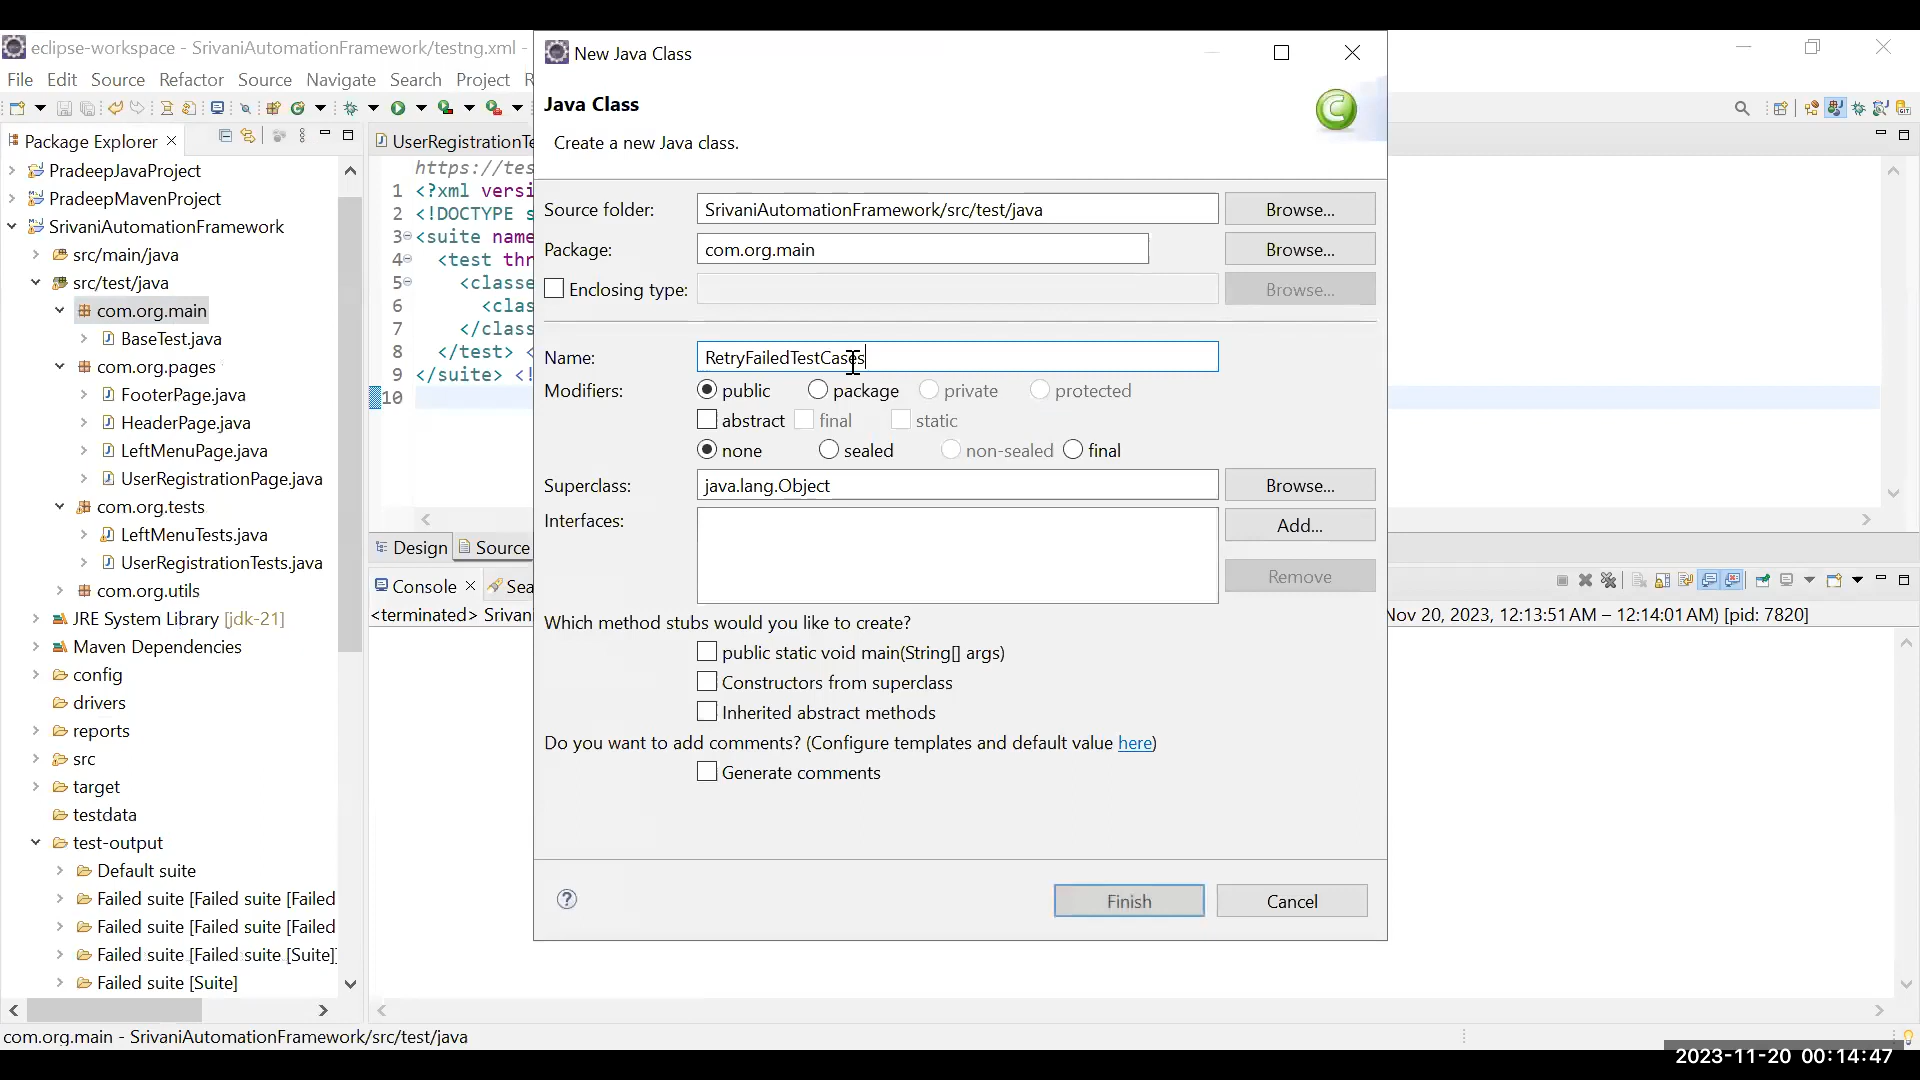 eclipse-workspace - SrivaniAutomationFramework/testng.xml -
File Edit Source Refactor Source Navigate Search Project R
Package Explorer
PradeepJavaProject
PradeepMavenProject
SrivaniAutomationFramework
src/main/java
src/test/java
com.org.main
BaseTest.java
com.org.pages
FooterPage.java
HeaderPage.java
LeftMenuPage.java
UserRegistrationPage.java
com.org.tests
LeftMenuTests.java
UserRegistrationTests.java
com.org.utils
JRE System Library [jdk-21]
Maven Dependencies
config
drivers
reports
src
target
testdata
test-output
Default suite
Failed suite [Failed suite [Failed
Failed suite [Failed suite [Failed
Failed suite [Failed suite [Suite]]
Failed suite [Suite]
UserRegistrationTe
https://tes
1 <?xml versi
2 <!DOCTYPE s
3 <suite name
4 <test thr
5 <classe
6 <clas
7 </class
8 </test> <
9 </suite> <!
10
Design Source
Console Sea
<terminated> Srivan
Nov 20, 2023, 12:13:51 AM – 12:14:01 AM) [pid: 7820]
New Java Class
Java Class
Create a new Java class.
Source folder: SrivaniAutomationFramework/src/test/java Browse...
Package: com.org.main Browse...
Enclosing type: Browse...
Name: RetryFailedTestCases
Modifiers: public package private protected
abstract final static
none sealed non-sealed final
Superclass: java.lang.Object Browse...
Interfaces: Add...
Remove
Which method stubs would you like to create?
public static void main(String[] args)
Constructors from superclass
Inherited abstract methods
Do you want to add comments? (Configure templates and default value here)
Generate comments
Finish Cancel
com.org.main - SrivaniAutomationFramework/src/test/java
2023-11-20 00:14:47